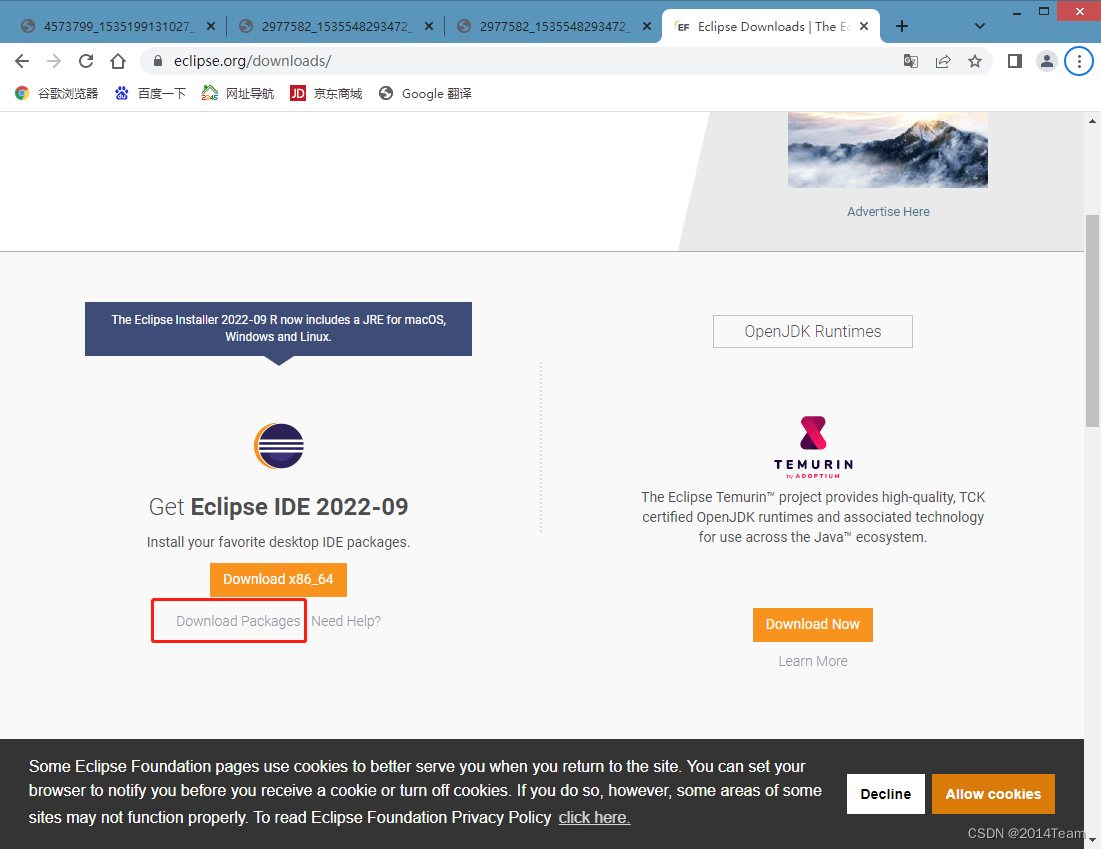 4573799_1535199131027_
2977582_1535548293472_
2977582_1535548293472_
EF Eclipse Downloads | The Ec
eclipse.org/downloads/
谷歌浏览器
百度一下
2345 网址导航
JD 京东商城
Google 翻译
Advertise Here
The Eclipse Installer 2022-09 R now includes a JRE for macOS,
Windows and Linux.
Get Eclipse IDE 2022-09
Install your favorite desktop IDE packages.
Download x86_64
Download Packages
Need Help?
OpenJDK Runtimes
TEMURIN
by ADOPTIUM
The Eclipse Temurin™ project provides high-quality, TCK
certified OpenJDK runtimes and associated technology
for use across the Java™ ecosystem.
Download Now
Learn More
Some Eclipse Foundation pages use cookies to better serve you when you return to the site. You can set your
browser to notify you before you receive a cookie or turn off cookies. If you do so, however, some areas of some
sites may not function properly. To read Eclipse Foundation Privacy Policy click here.
Decline
Allow cookies
CSDN @2014Team